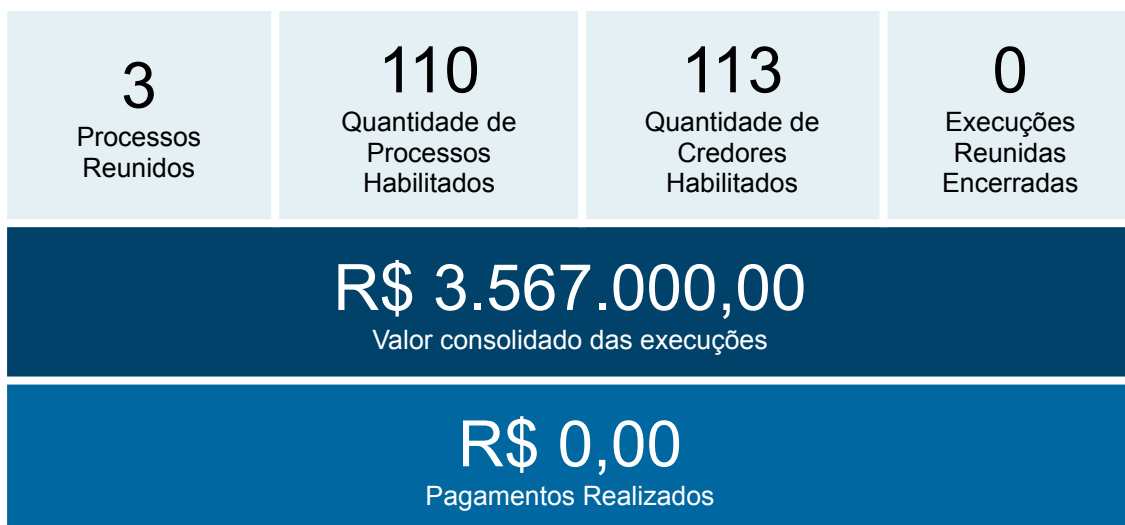 3
Processos
Reunidos
110
Quantidade de
Processos
Habilitados
113
Quantidade de
Credores
Habilitados
0
Execuções
Reunidas
Encerradas
R$ 3.567.000,00
Valor consolidado das execuções
R$ 0,00
Pagamentos Realizados